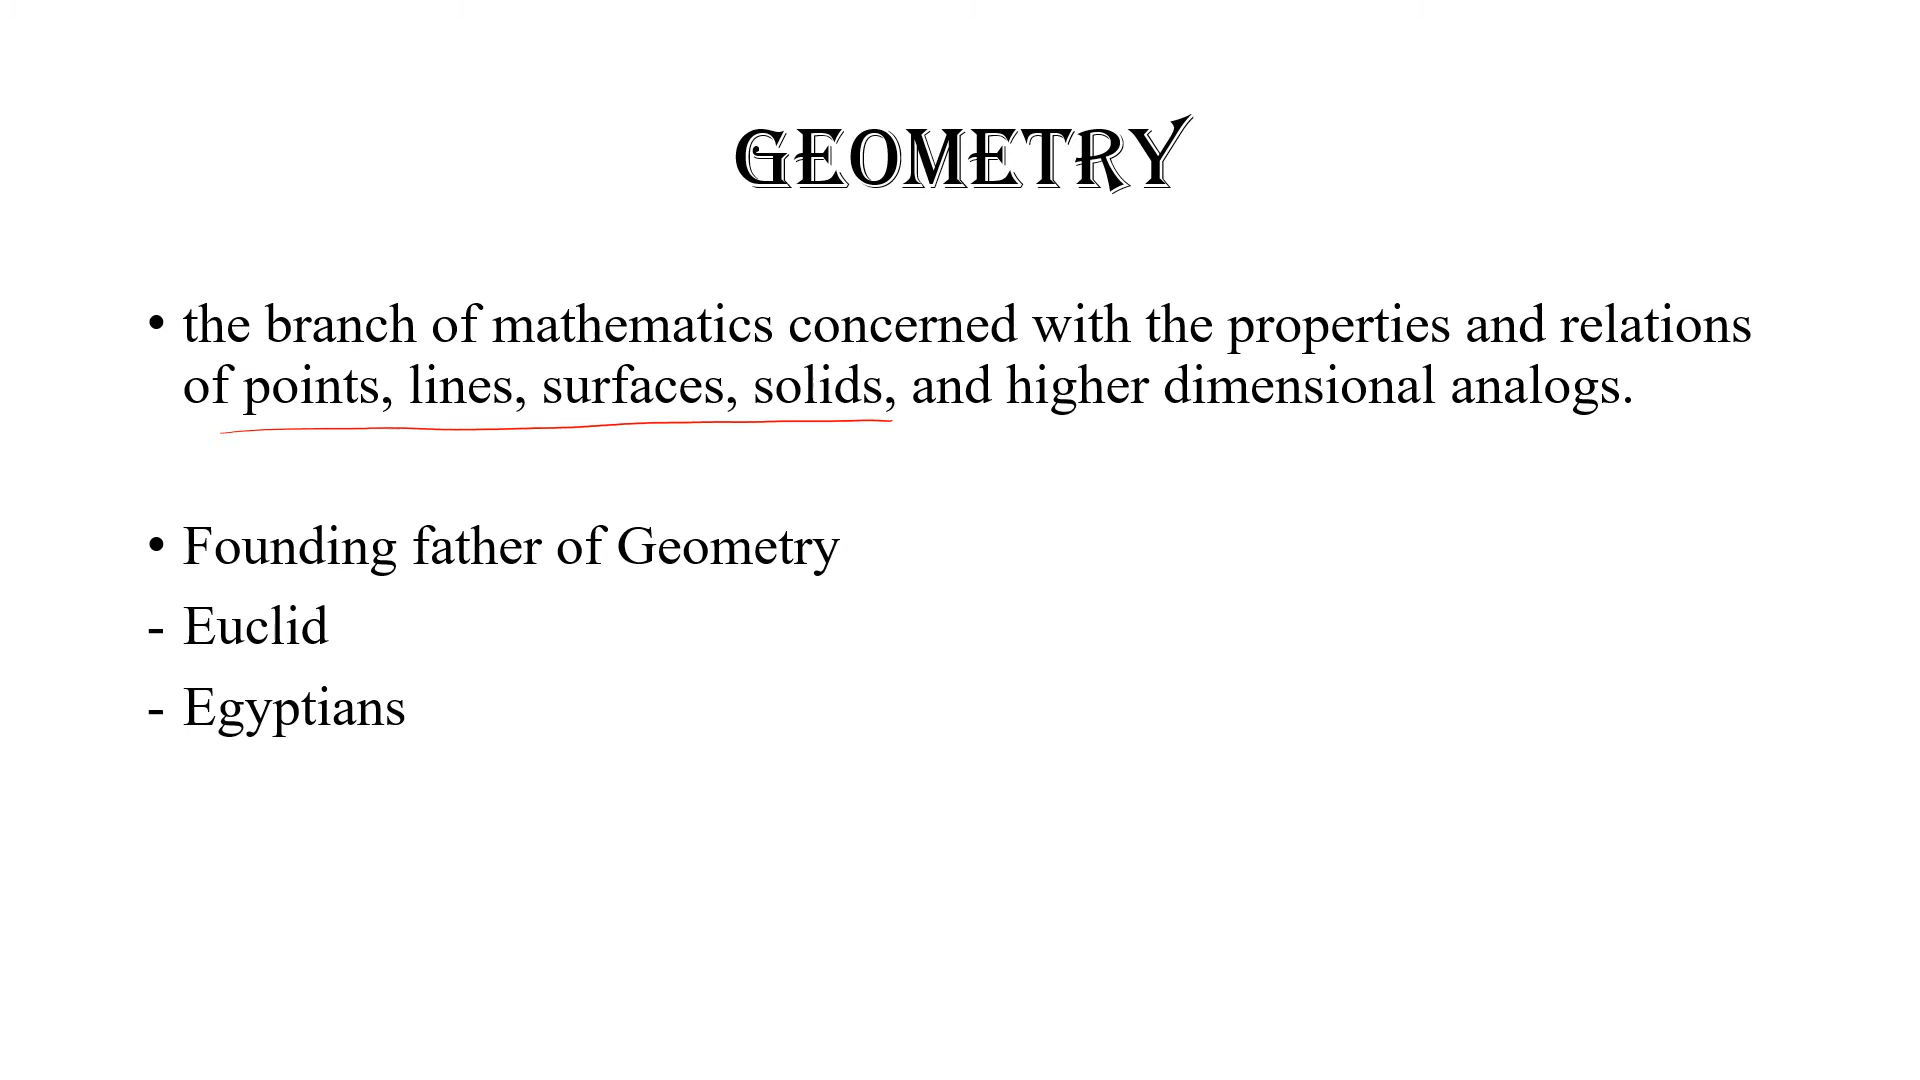 GEOMETRY
• the branch of mathematics concerned with the properties and relations
of points, lines, surfaces, solids, and higher dimensional analogs.
• Founding father of Geometry
- Euclid
- Egyptians